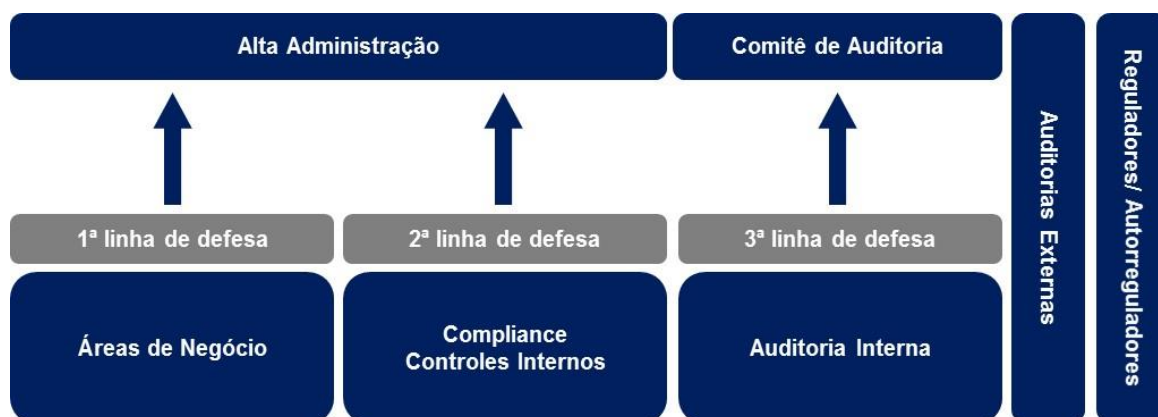 Alta Administração
Comitê de Auditoria
1ª linha de defesa
2ª linha de defesa
3ª linha de defesa
Áreas de Negócio
Compliance
Controles Internos
Auditoria Interna
Auditorias Externas
Reguladores/ Autorreguladores